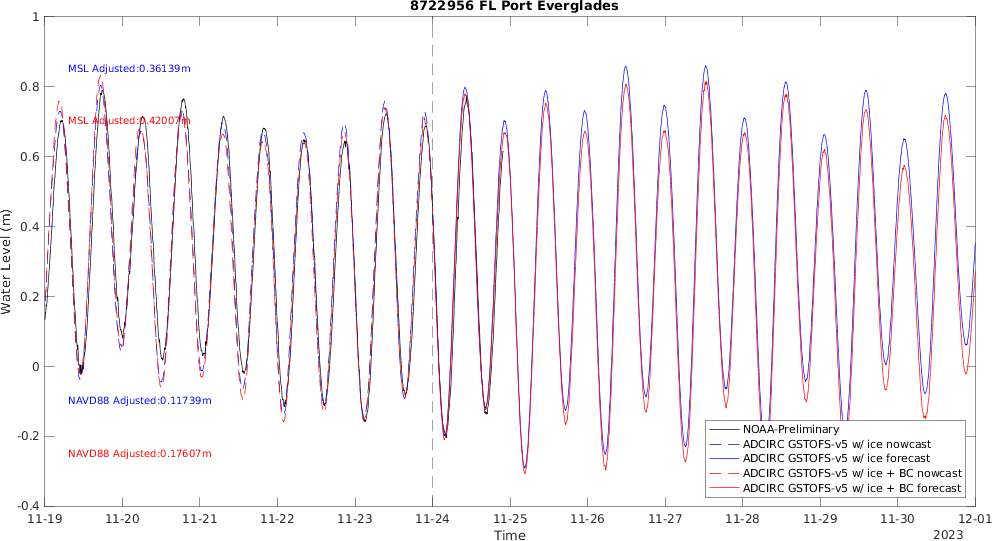 8722956 FL Port Everglades
MSL Adjusted:0.36139m
MSL Adjusted:0.42007m
NAVD88 Adjusted:0.11739m
NAVD88 Adjusted:0.17607m
Water Level (m)
1
0.8
0.6
0.4
0.2
0
-0.2
-0.4
NOAA-Preliminary
ADCIRC GSTOFS-v5 w/ ice nowcast
ADCIRC GSTOFS-v5 w/ ice forecast
ADCIRC GSTOFS-v5 w/ ice + BC nowcast
ADCIRC GSTOFS-v5 w/ ice + BC forecast
11-19 11-20 11-21 11-22 11-23 11-24 11-25 11-26 11-27 11-28 11-29 11-30 12-01
Time
2023